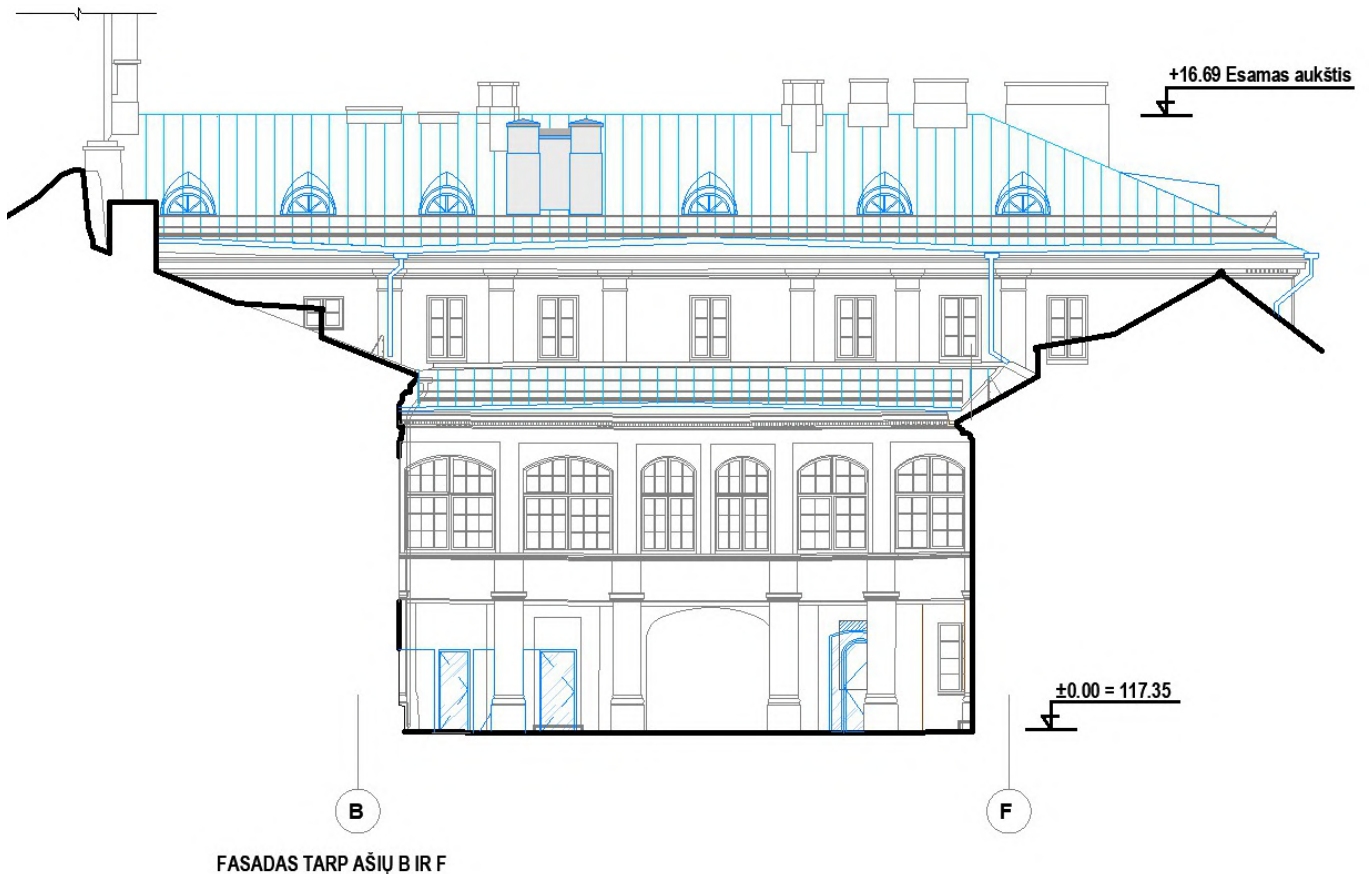 +16.69 Esamas aukštis
±0.00 = 117.35
B
F
FASADAS TARP AŠIŲ B IR F